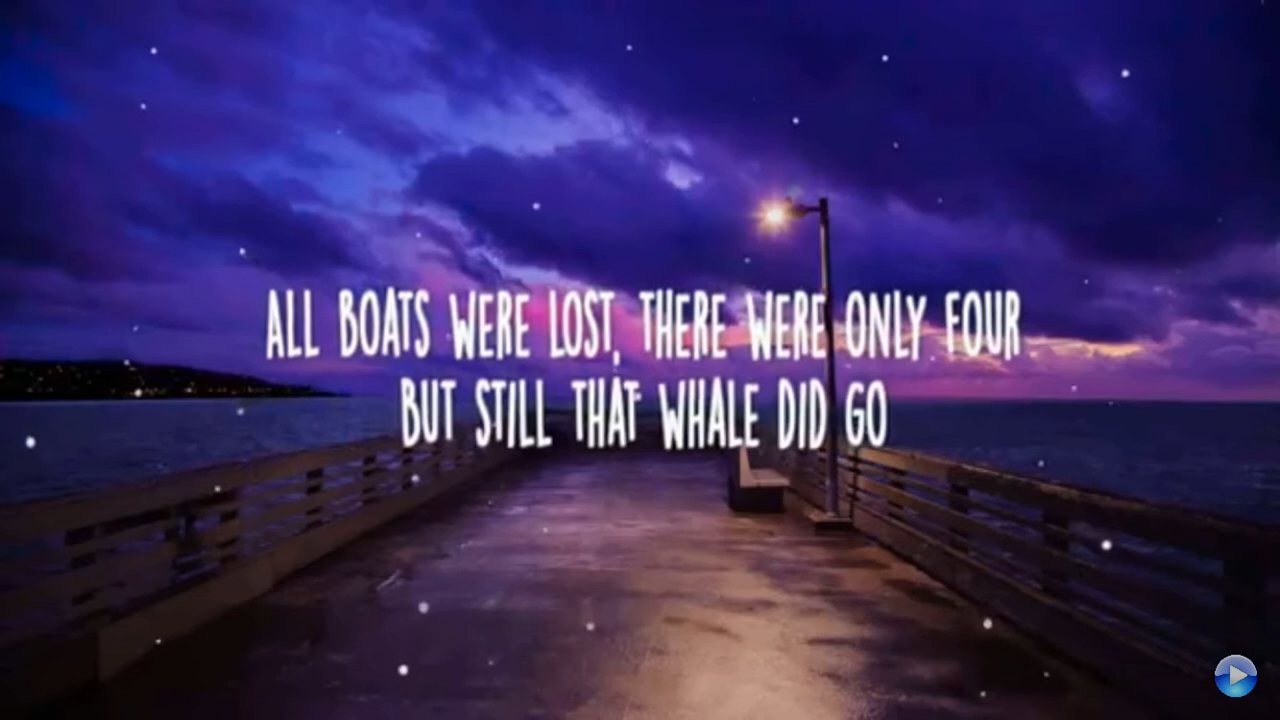 ALL BOATS WERE LOST, THERE WERE ONLY FOUR
BUT STILL THAT WHALE DID GO